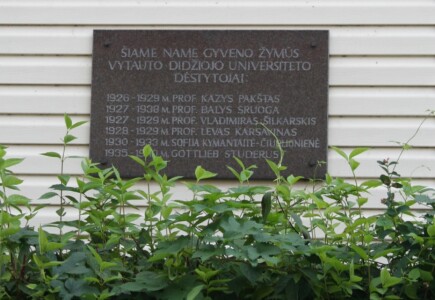 ŠIAME NAME GYVENO ŽYMŪS
VYTAUTO DIDŽIOJO UNIVERSITETO
DĖSTYTOJAI:
1926-1929 M. PROF. KAZYS PAKŠTAS
1927-1930 M. PROF. BALYS SRUOGA
1927-1929 M. PROF. VLADIMIRAS ŠILKARSKIS
1928-1929 M. PROF. LEVAS KARSAVINAS
1930-1933 M. SOFIJA KYMANTAITĖ-ČIURLIONIENĖ
GOTTLIEB STUDERUS